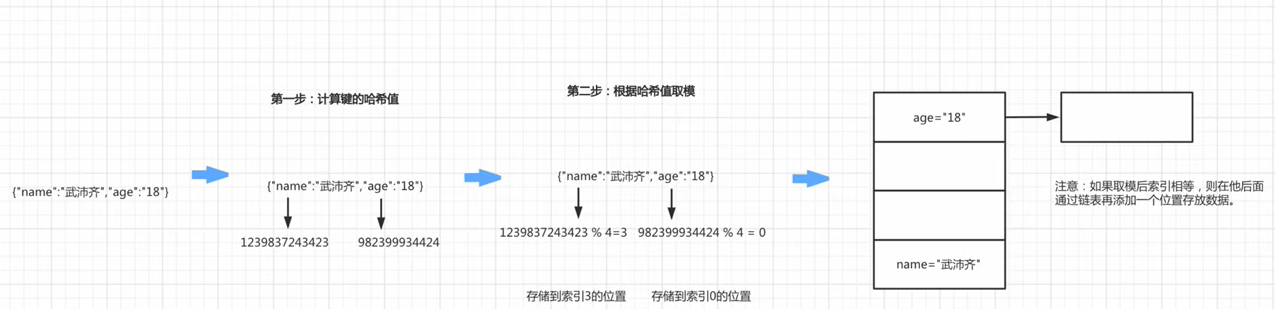 {"name":"武沛齐","age":"18"}
第一步：计算键的哈希值
{"name":"武沛齐","age":"18"}
1239837243423
982399934424
第二步：根据哈希值取模
{"name":"武沛齐","age":"18"}
1239837243423 % 4=3
982399934424 % 4 = 0
存储到索引3的位置
存储到索引0的位置
age="18"
name="武沛齐"
注意：如果取模后索引相等，则在他后面
通过链表再添加一个位置存放数据。